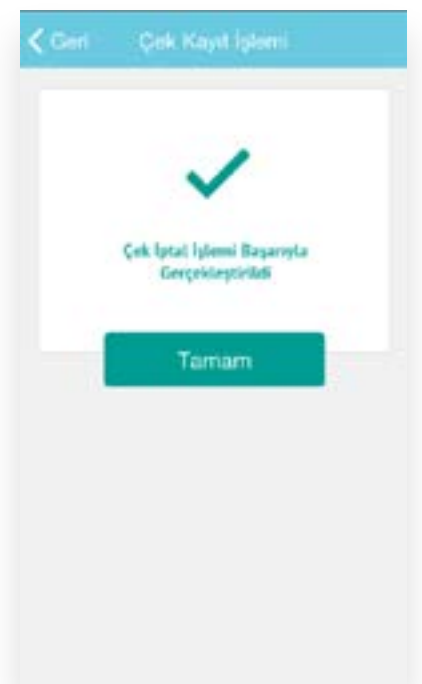 Geri Çek Kayıt İşlemi
Çek İptal İşlemi Başarıyla
Gerçekleştirildi
Tamam